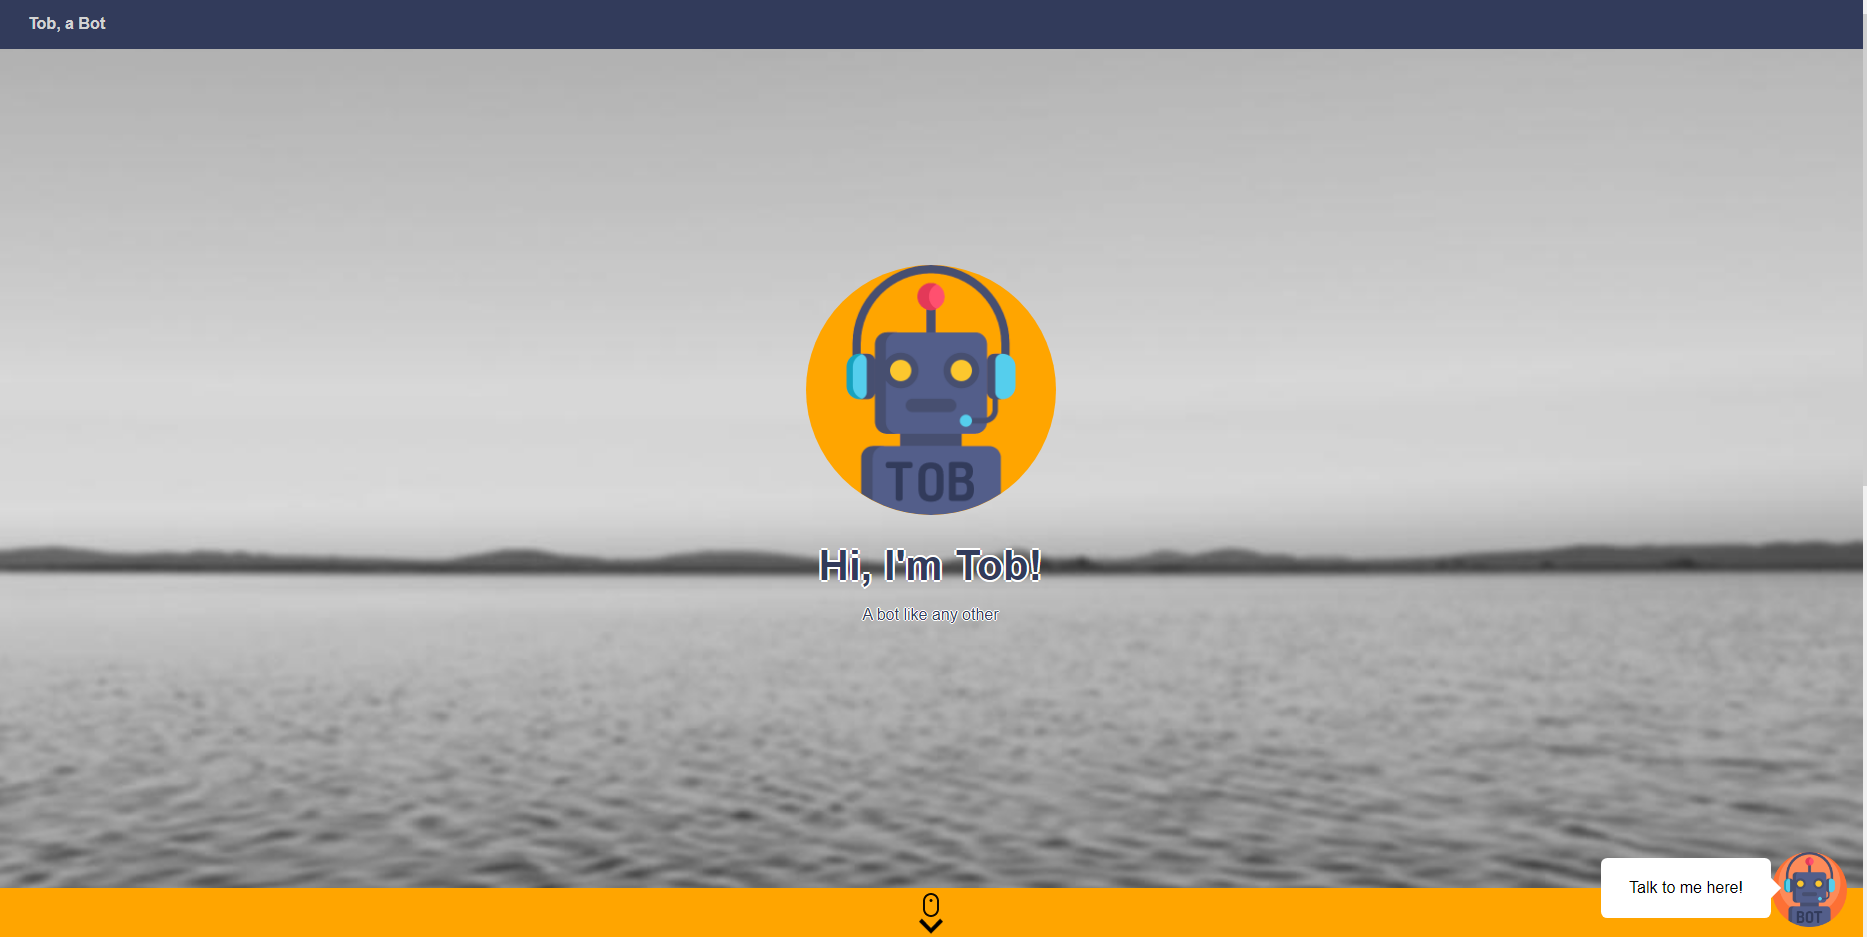 Tob, a Bot
TOB
Hi, I'm Tob!
A bot like any other
Talk to me here!
BOT